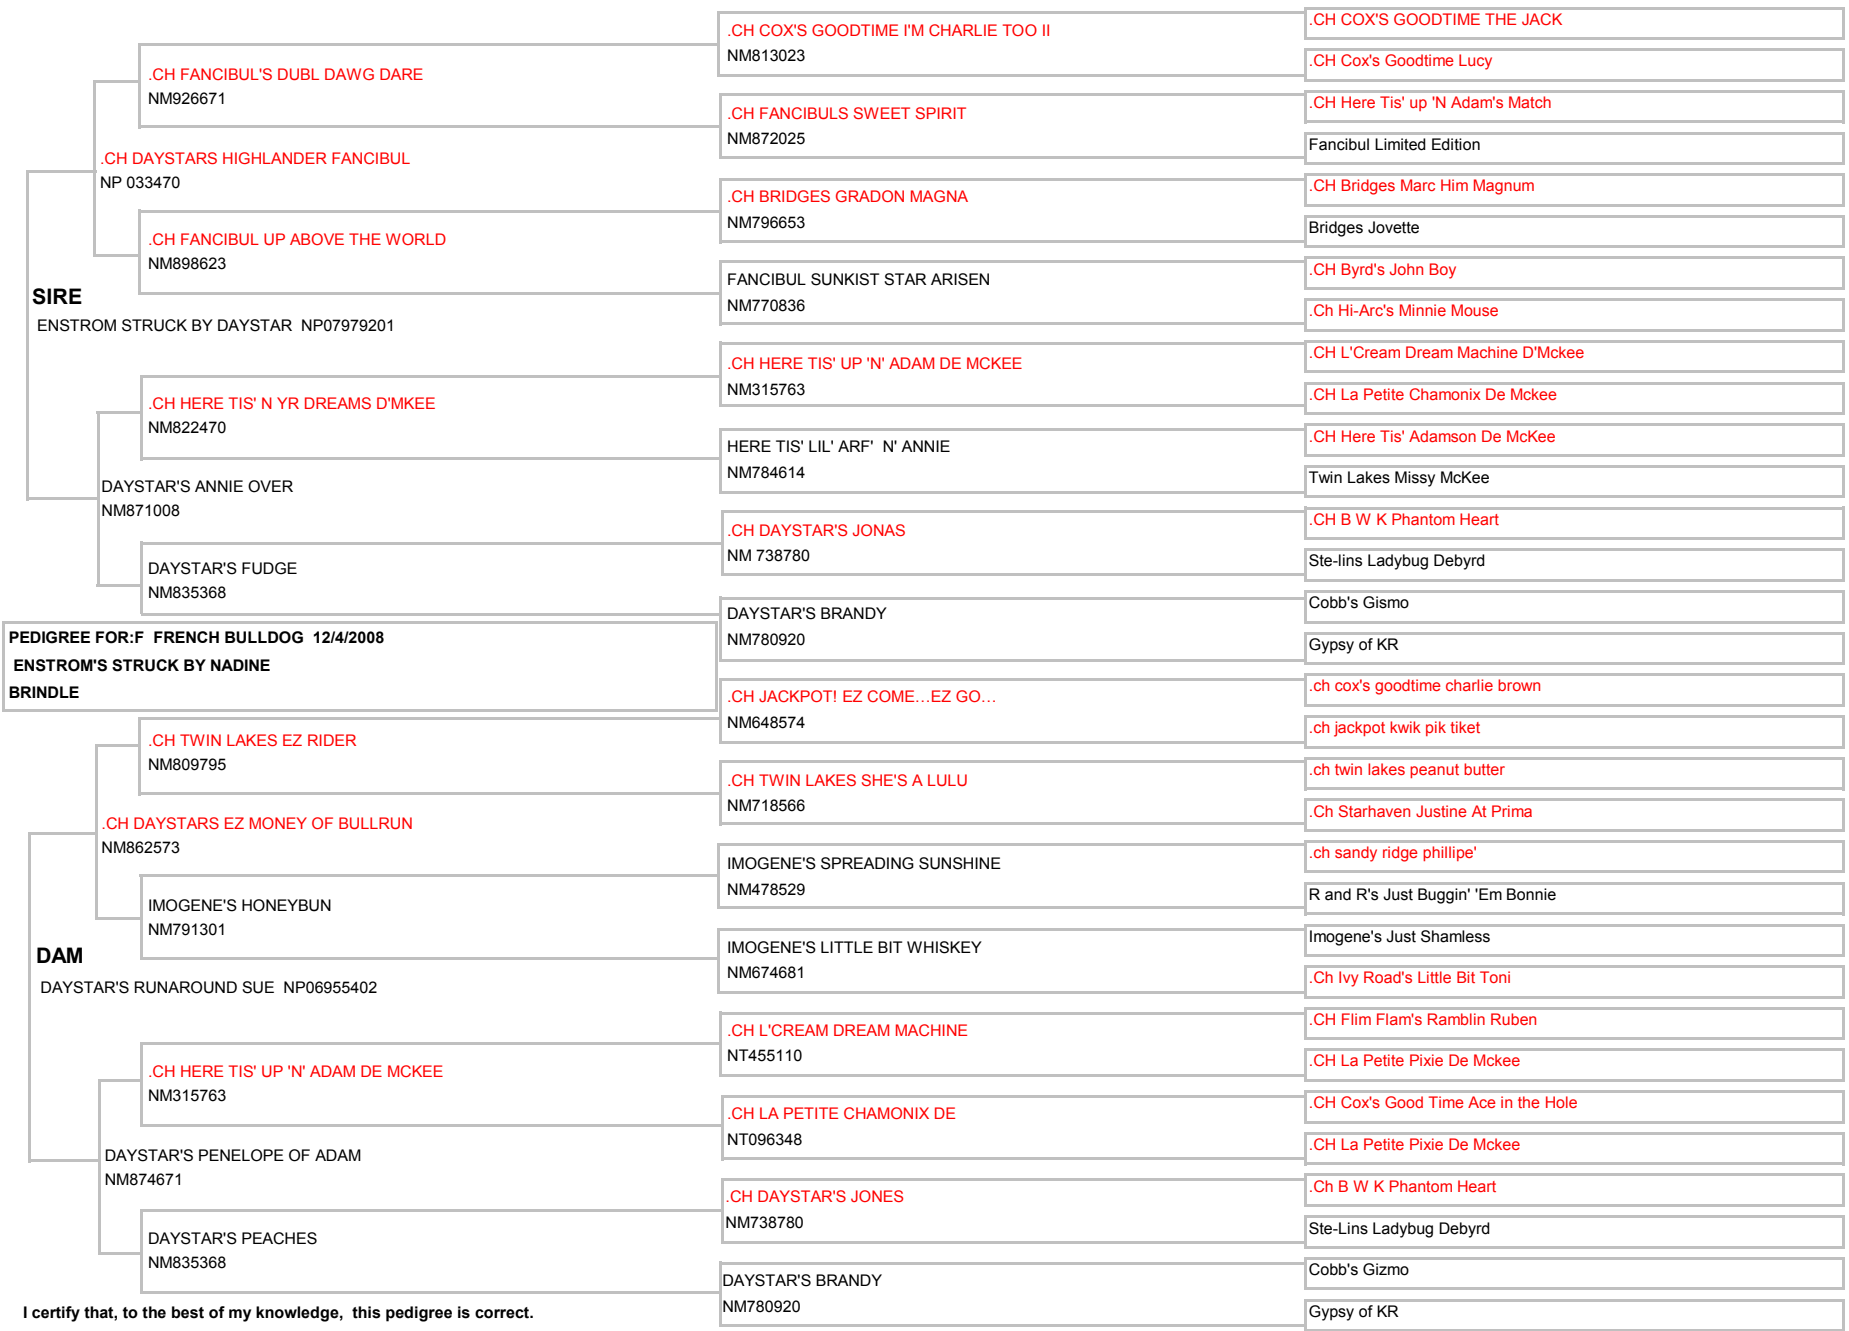 .CH COX'S GOODTIME I'M CHARLIE TOO II
NM813023
.CH COX'S GOODTIME THE JACK
.CH Cox's Goodtime Lucy
.CH FANCIBUL'S DUBL DAWG DARE
NM926671
.CH FANCIBULS SWEET SPIRIT
NM872025
.CH Here Tis' up 'N Adam's Match
Fancibul Limited Edition
.CH DAYSTARS HIGHLANDER FANCIBUL
NP 033470
.CH BRIDGES GRADON MAGNA
NM796653
.CH Bridges Marc Him Magnum
Bridges Jovette
.CH FANCIBUL UP ABOVE THE WORLD
NM898623
FANCIBUL SUNKIST STAR ARISEN
NM770836
.CH Byrd's John Boy
.Ch Hi-Arc's Minnie Mouse
SIRE
ENSTROM STRUCK BY DAYSTAR  NP07979201
.CH HERE TIS' UP 'N' ADAM DE MCKEE
NM315763
.CH L'Cream Dream Machine D'Mckee
.CH La Petite Chamonix De Mckee
.CH HERE TIS' N YR DREAMS D'MKEE
NM822470
HERE TIS' LIL' ARF'  N' ANNIE
NM784614
.CH Here Tis' Adamson De McKee
Twin Lakes Missy McKee
DAYSTAR'S ANNIE OVER
NM871008
.CH DAYSTAR'S JONAS
NM 738780
.CH B W K Phantom Heart
Ste-lins Ladybug Debyrd
DAYSTAR'S FUDGE
NM835368
DAYSTAR'S BRANDY
NM780920
Cobb's Gismo
Gypsy of KR
PEDIGREE FOR:F  FRENCH BULLDOG  12/4/2008
ENSTROM'S STRUCK BY NADINE
BRINDLE
.CH JACKPOT! EZ COME…EZ GO…
NM648574
.ch cox's goodtime charlie brown
.ch jackpot kwik pik tiket
.CH TWIN LAKES EZ RIDER
NM809795
.CH TWIN LAKES SHE'S A LULU
NM718566
.ch twin lakes peanut butter
.Ch Starhaven Justine At Prima
.CH DAYSTARS EZ MONEY OF BULLRUN
NM862573
IMOGENE'S SPREADING SUNSHINE
NM478529
.ch sandy ridge phillipe'
R and R's Just Buggin' 'Em Bonnie
IMOGENE'S HONEYBUN
NM791301
IMOGENE'S LITTLE BIT WHISKEY
NM674681
Imogene's Just Shamless
.Ch Ivy Road's Little Bit Toni
DAM
DAYSTAR'S RUNAROUND SUE  NP06955402
.CH L'CREAM DREAM MACHINE
NT455110
.CH Flim Flam's Ramblin Ruben
.CH La Petite Pixie De Mckee
.CH HERE TIS' UP 'N' ADAM DE MCKEE
NM315763
.CH LA PETITE CHAMONIX DE
NT096348
.CH Cox's Good Time Ace in the Hole
.CH La Petite Pixie De Mckee
DAYSTAR'S PENELOPE OF ADAM
NM874671
.CH DAYSTAR'S JONES
NM738780
.Ch B W K Phantom Heart
Ste-Lins Ladybug Debyrd
DAYSTAR'S PEACHES
NM835368
DAYSTAR'S BRANDY
NM780920
Cobb's Gizmo
Gypsy of KR
I certify that, to the best of my knowledge,  this pedigree is correct.